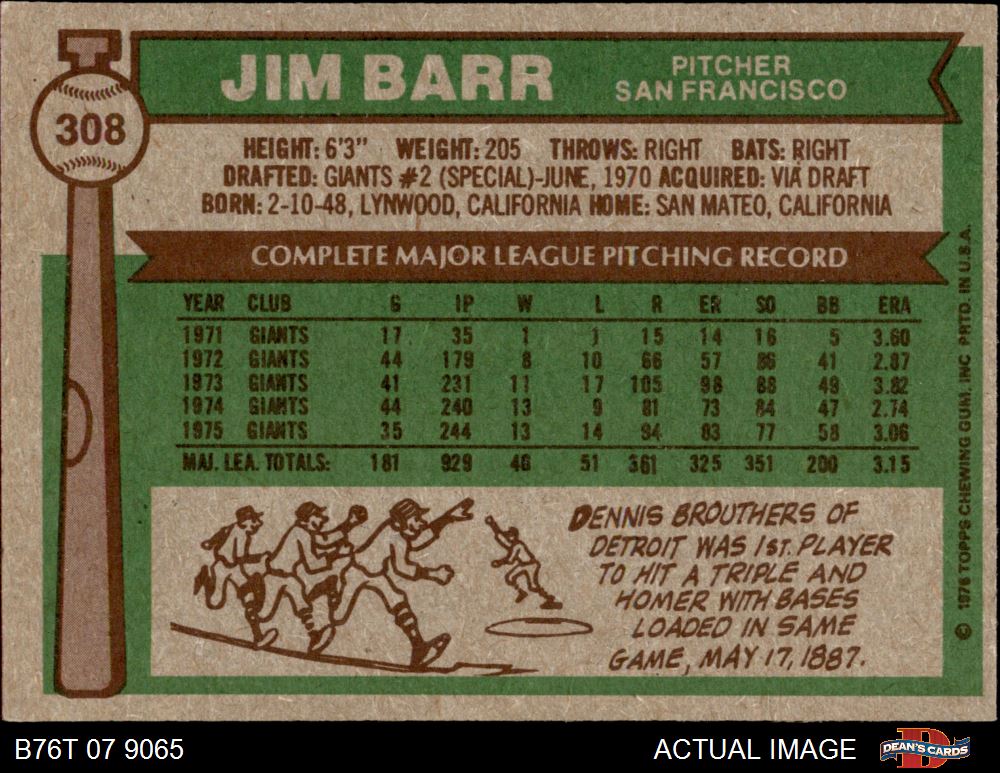 JIM BARR
PITCHER
SAN FRANCISCO
308
HEIGHT: 6'3" WEIGHT: 205 THROWS: RIGHT BATS: RIGHT
DRAFTED: GIANTS #2 (SPECIAL)-JUNE, 1970 ACQUIRED: VIA DRAFT
BORN: 2-10-48, LYNWOOD, CALIFORNIA HOME: SAN MATEO, CALIFORNIA
COMPLETE MAJOR LEAGUE PITCHING RECORD
YEAR CLUB G IP W L R ER SO BB ERA
1971 GIANTS 17 35 1 1 15 14 16 5 3.60
1972 GIANTS 44 179 8 10 66 57 86 41 2.87
1973 GIANTS 41 231 11 17 105 98 88 49 3.82
1974 GIANTS 44 240 13 9 81 73 84 47 2.74
1975 GIANTS 35 244 13 14 94 83 77 58 3.06
MAJ. LEA. TOTALS: 181 929 46 51 361 325 351 200 3.15
DENNIS BROUTHERS OF
DETROIT WAS 1ST. PLAYER
TO HIT A TRIPLE AND
HOMER WITH BASES
LOADED IN SAME
GAME, MAY 17, 1887.
© 1976 TOPPS CHEWING GUM, INC PRTD. IN U.S.A.
B76T 07 9065
ACTUAL IMAGE
DEAN'S CARDS